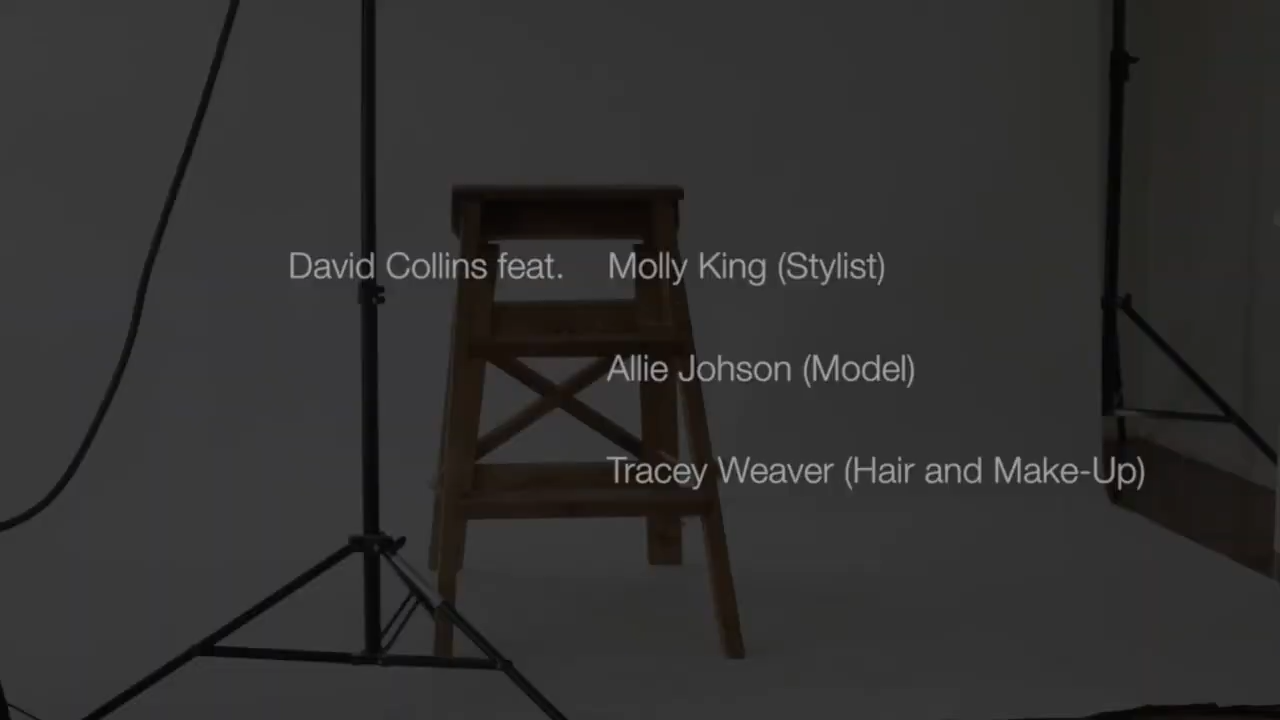 David Collins feat. Molly King (Stylist)
Allie Johson (Model)
Tracey Weaver (Hair and Make-Up)